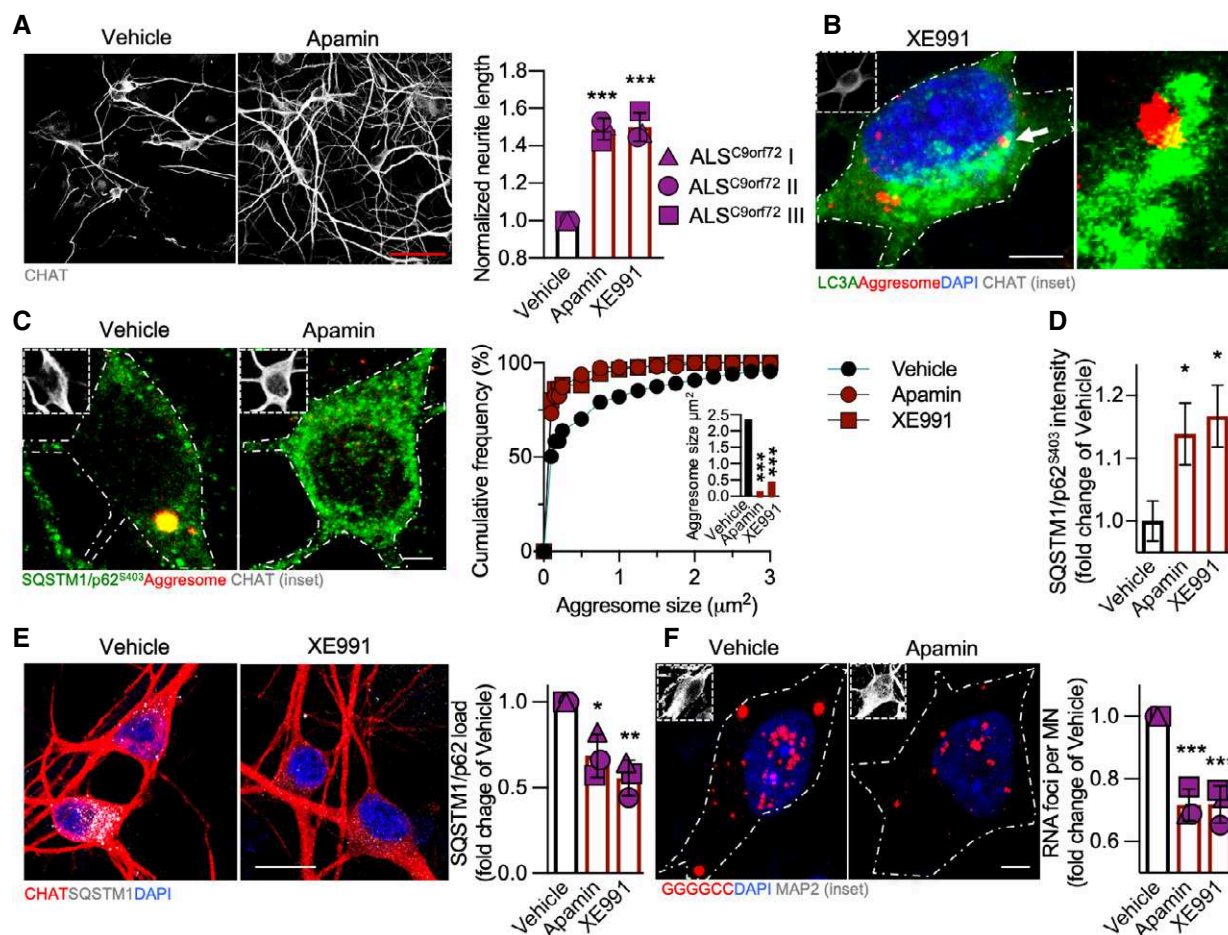 A
Vehicle
Apamin
CHAT
Normalized neurite length
1.8
1.6
1.4
1.2
1.0
0.8
***
***
Vehicle
Apamin
XE991
ALSC9orf72 I
ALSC9orf72 II
ALSC9orf72 III
B
XE991
LC3AAggresomeDAPI CHAT (inset)
C
Vehicle
Apamin
SQSTM1/p62S403Aggresome CHAT (inset)
Cumulative frequency (%)
100
50
0
0
1
2
3
Aggresome size (μm2)
Aggresome size μm2
2.5
2.0
1.5
1.0
0.5
0.0
***
***
Vehicle
Apamin
XE991
Vehicle
Apamin
XE991
D
SQSTM1/p62S403 intensity
(fold change of Vehicle)
1.2
1.1
1.0
*
*
Vehicle
Apamin
XE991
E
Vehicle
XE991
CHATSQSTM1DAPI
SQSTM1/p62 load
(fold chage of Vehicle)
1.0
0.5
0.0
*
**
Vehicle
Apamin
XE991
F
Vehicle
Apamin
GGGGCCDAPI MAP2 (inset)
RNA foci per MN
(fold change of Vehicle)
1.0
0.8
0.6
***
***
Vehicle
Apamin
XE991